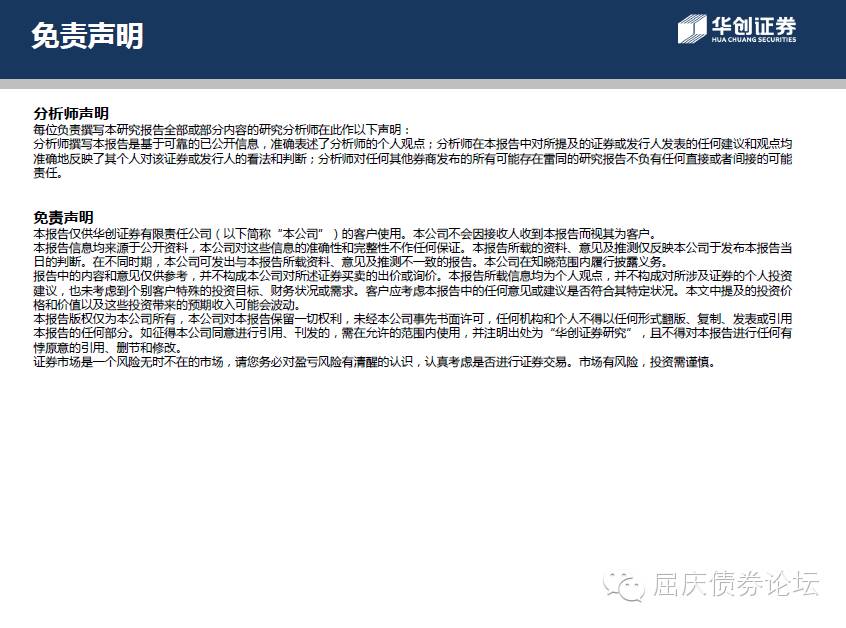 免责声明
华创证券
HUA CHUANG SECURITIES
分析师声明
每位负责撰写本研究报告全部或部分内容的研究分析师在此作以下声明：
分析师撰写本报告是基于可靠的已公开信息，准确表述了分析师的个人观点；分析师在本报告中对所提及的证券或发行人发表的任何建议和观点均
准确地反映了其个人对该证券或发行人的看法和判断；分析师对任何其他券商发布的所有可能存在雷同的研究报告不负有任何直接或者间接的可能
责任。
免责声明
本报告仅供华创证券有限责任公司（以下简称“本公司”）的客户使用。本公司不会因接收人收到本报告而视其为客户。
本报告信息均来源于公开资料，本公司对这些信息的准确性和完整性不作任何保证。本报告所载的资料、意见及推测仅反映本公司于发布本报告当
日的判断。在不同时期，本公司可发出与本报告所载资料、意见及推测不一致的报告。本公司在知晓范围内履行披露义务。
报告中的内容和意见仅供参考，并不构成本公司对所述证券买卖的出价或询价。本报告所载信息均为个人观点，并不构成对所涉及证券的个人投资
建议，也未考虑到个别客户特殊的投资目标、财务状况或需求。客户应考虑本报告中的任何意见或建议是否符合其特定状况。本文中提及的投资价
格和价值以及这些投资带来的预期收入可能会波动。
本报告版权仅为本公司所有，本公司对本报告保留一切权利，未经本公司事先书面许可，任何机构和个人不得以任何形式翻版、复制、发表或引用
本报告的任何部分。如征得本公司同意进行引用、刊发的，需在允许的范围内使用，并注明出处为“华创证券研究”，且不得对本报告进行任何有
悖原意的引用、删节和修改。
证券市场是一个风险无时不在的市场，请您务必对盈亏风险有清醒的认识，认真考虑是否进行证券交易。市场有风险，投资需谨慎。
屈庆债券论坛